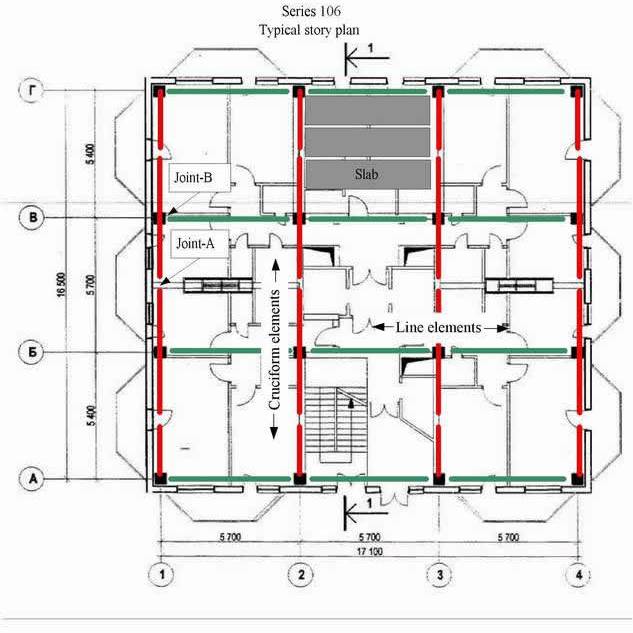 Series 106
Typical story plan
1
Г
5 400
Slab
Joint-B
В
Joint-A
16 500
5 700
Cruciform elements
Line elements
Б
5 400
А
1
5 700
5 700
5 700
17 100
1
2
3
4